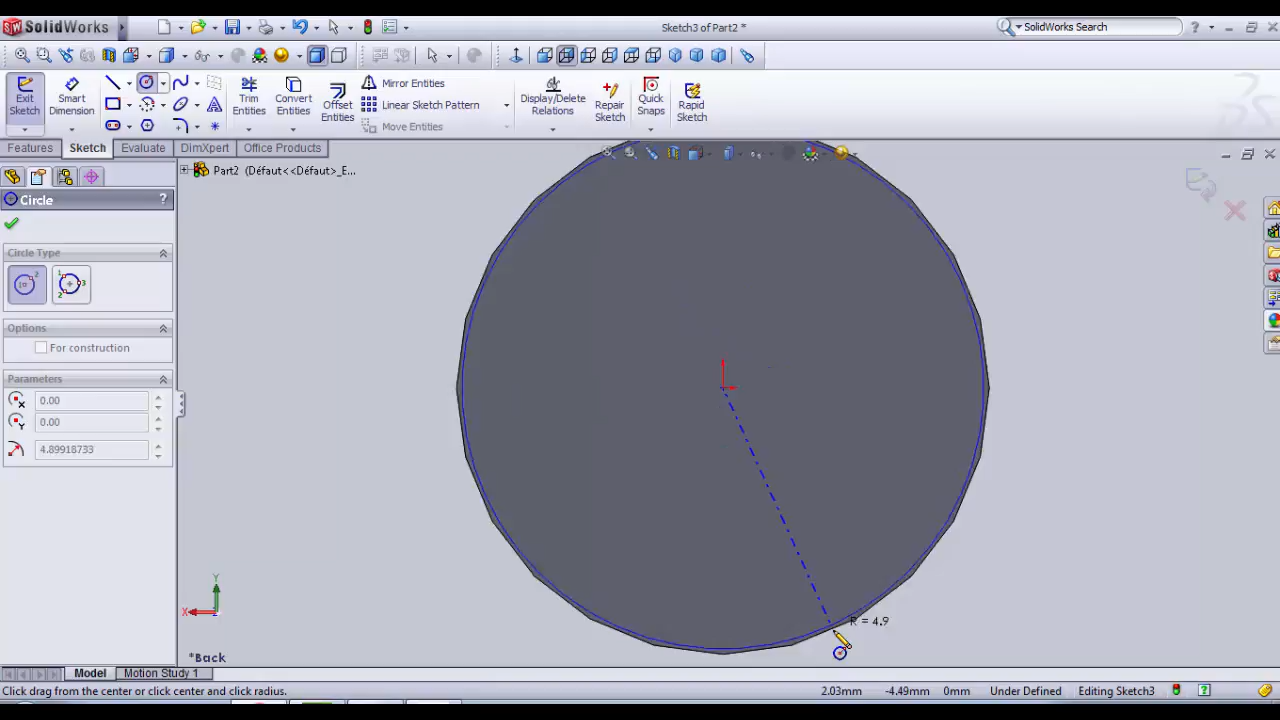 SolidWorks
Sketch3 of Part2 *
SolidWorks Search
Exit Sketch
Smart Dimension
Trim Entities
Convert Entities
Offset Entities
Mirror Entities
Linear Sketch Pattern
Move Entities
Display/Delete Relations
Repair Sketch
Quick Snaps
Rapid Sketch
Features
Sketch
Evaluate
DimXpert
Office Products
Part2 (Défaut<<Défaut>_E...
Circle
?
Circle Type
Options
For construction
Parameters
0.00
0.00
4.89918733
R = 4.9
Y
X
*Back
Model
Motion Study 1
Click drag from the center or click center and click radius.
2.03mm
-4.49mm
0mm
Under Defined
Editing Sketch3